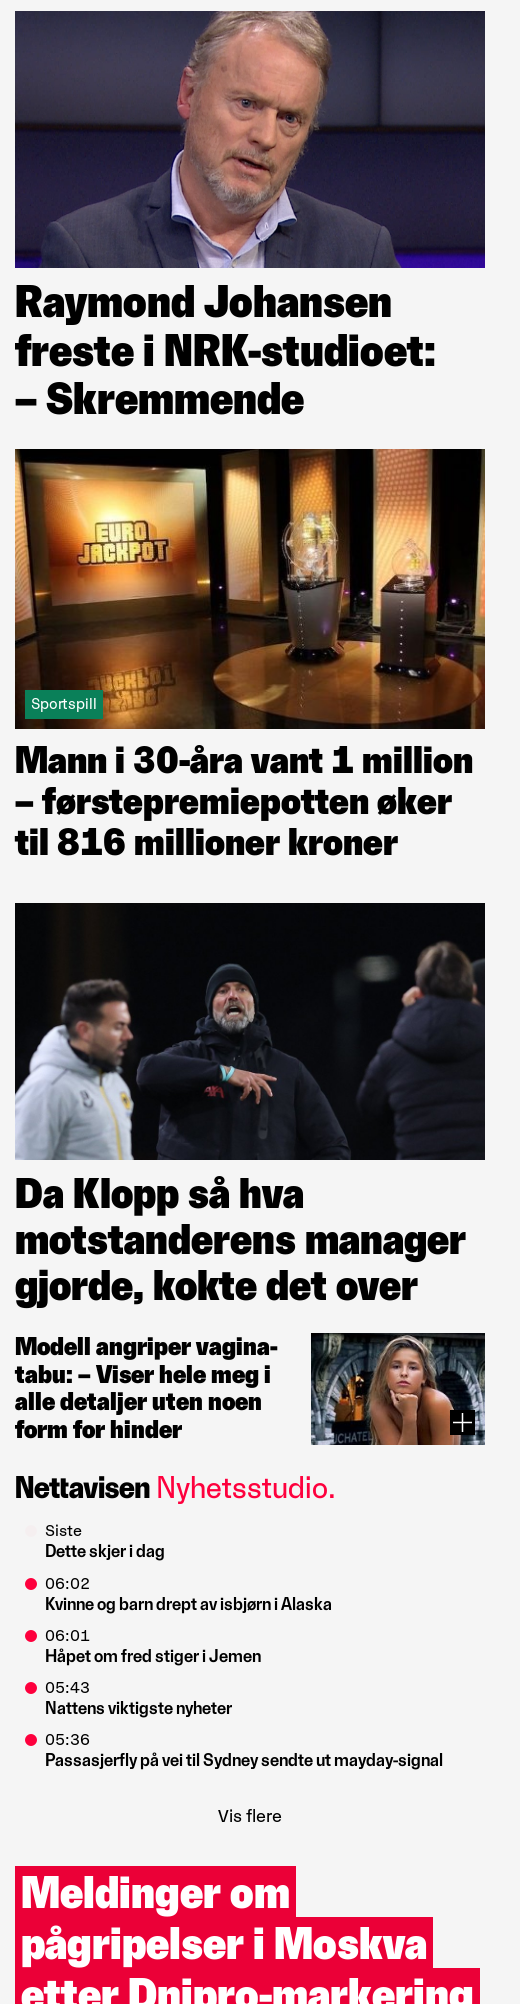 Raymond Johansen
freste i NRK-studioet:
– Skremmende
EURO
JACKPOT
Sportspill
Mann i 30-åra vant 1 million
– førstepremiepotten øker
til 816 millioner kroner
Da Klopp så hva
motstanderens manager
gjorde, kokte det over
Modell angriper vagina-
tabu: – Viser hele meg i
alle detaljer uten noen
form for hinder
Nettavisen Nyhetsstudio.
Siste
Dette skjer i dag
06:02
Kvinne og barn drept av isbjørn i Alaska
06:01
Håpet om fred stiger i Jemen
05:43
Nattens viktigste nyheter
05:36
Passasjerfly på vei til Sydney sendte ut mayday-signal
Vis flere
Meldinger om
pågripelser i Moskva
etter Dnipro-markering